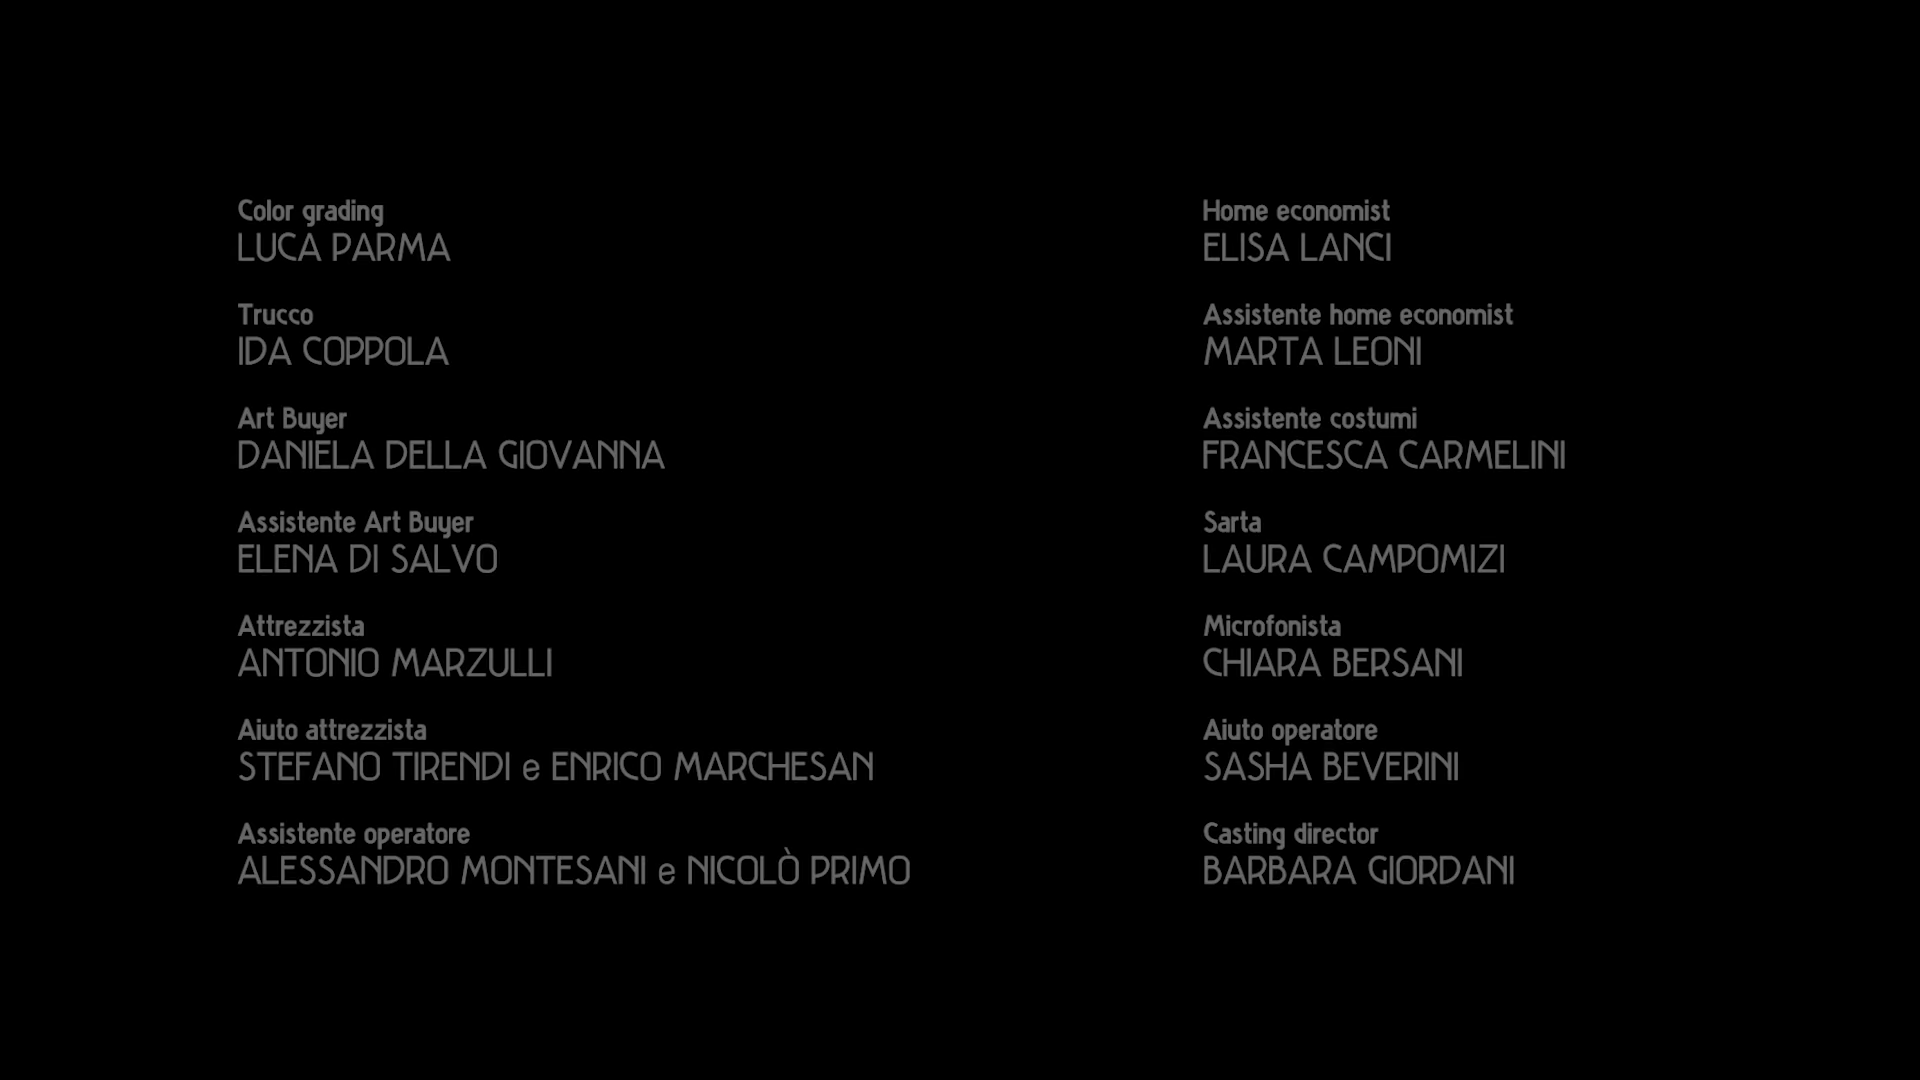 Color grading
LUCA PARMA
Trucco
IDA COPPOLA
Art Buyer
DANIELA DELLA GIOVANNA
Assistente Art Buyer
ELENA DI SALVO
Attrezzista
ANTONIO MARZULLI
Aiuto attrezzista
STEFANO TIRENDI e ENRICO MARCHESAN
Assistente operatore
ALESSANDRO MONTESANI e NICOLÒ PRIMO
Home economist
ELISA LANCI
Assistente home economist
MARTA LEONI
Assistente costumi
FRANCESCA CARMELINI
Sarta
LAURA CAMPOMIZI
Microfonista
CHIARA BERSANI
Aiuto operatore
SASHA BEVERINI
Casting director
BARBARA GIORDANI